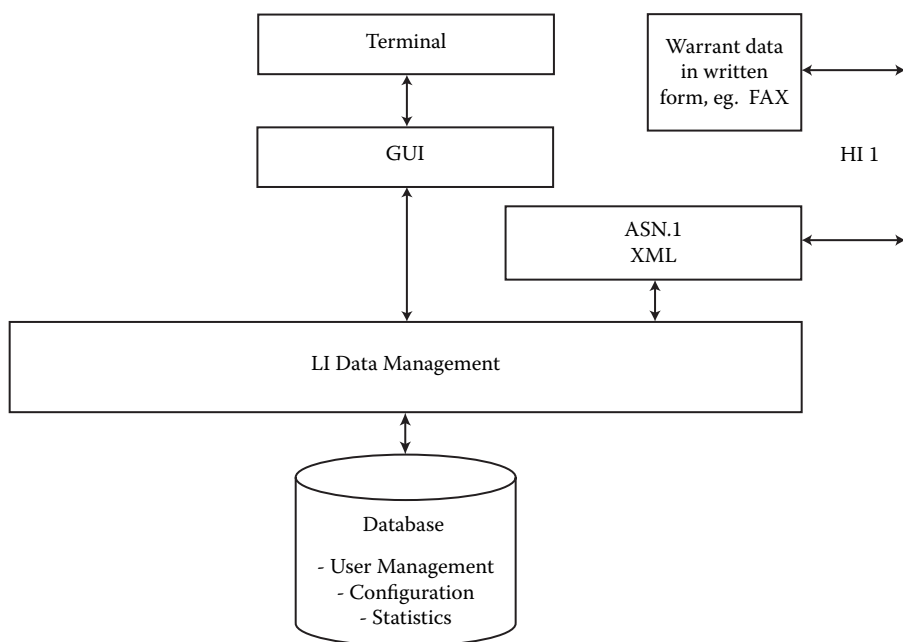 Terminal
Warrant data
in written
form, eg. FAX
GUI
HI 1
ASN.1
XML
LI Data Management
Database
- User Management
- Configuration
- Statistics